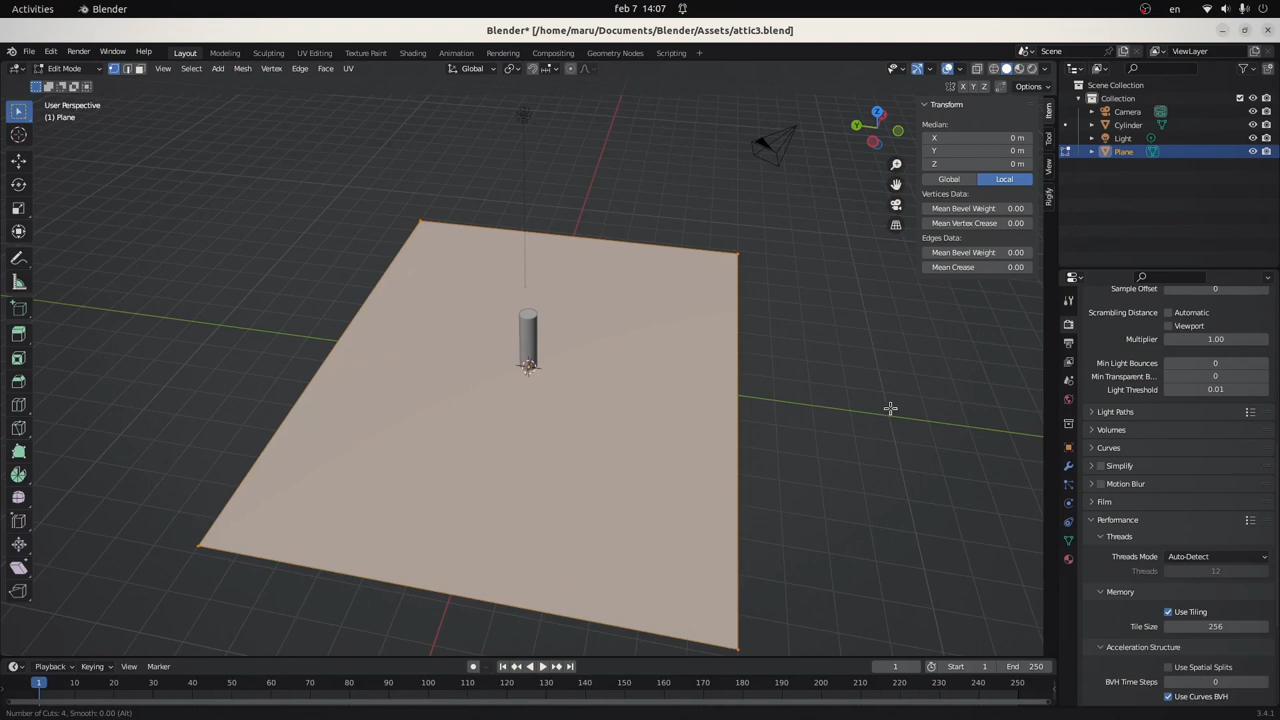 Activities Blender feb 7 14:07 en
Blender* [/home/maru/Documents/Blender/Assets/attic3.blend]
File Edit Render Window Help Layout Modeling Sculpting UV Editing Texture Paint Shading Animation Rendering Compositing Geometry Nodes Scripting + Scene ViewLayer
Edit Mode View Select Add Mesh Vertex Edge Face UV Global
X Y Z Options
User Perspective
(1) Plane
Transform
Median:
X 0 m
Y 0 m
Z 0 m
Global Local
Vertices Data:
Mean Bevel Weight 0.00
Mean Vertex Crease 0.00
Edges Data:
Mean Bevel Weight 0.00
Mean Crease 0.00
Item
Tool
View
Rigify
Z
Y
Scene Collection
Collection
Camera
Cylinder
Light
Plane
Sample Offset 0
Scrambling Distance Automatic
Viewport
Multiplier 1.00
Min Light Bounces 0
Min Transparent B... 0
Light Threshold 0.01
Light Paths
Volumes
Curves
Simplify
Motion Blur
Film
Performance
Threads
Threads Mode Auto-Detect
Threads 12
Memory
Use Tiling
Tile Size 256
Acceleration Structure
Use Spatial Splits
BVH Time Steps 0
Use Curves BVH
Playback Keying View Marker 1 Start 1 End 250
1 10 20 30 40 50 60 70 80 90 100 110 120 130 140 150 160 170 180 190 200 210 220 230 240 250
Number of Cuts: 4, Smooth: 0.00 (Alt) 3.4.1